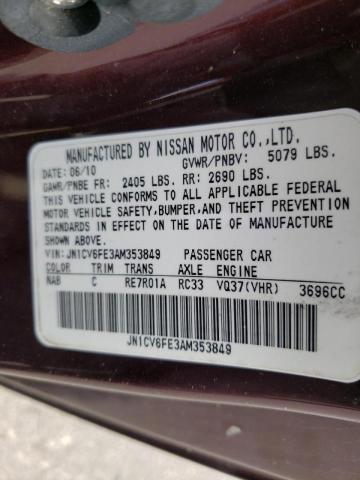 MANUFACTURED BY NISSAN MOTOR CO.,LTD.
DATE: 06/10 GVWR/PNBV: 5079 LBS.
GAWR/PNBE FR: 2405 LBS. RR: 2690 LBS.
THIS VEHICLE CONFORMS TO ALL APPLICABLE FEDERAL
MOTOR VEHICLE SAFETY, BUMPER, AND THEFT PREVENTION
STANDARDS IN EFFECT ON THE DATE OF MANUFACTURE
SHOWN ABOVE.
VIN: JN1CV6FE3AM353849 PASSENGER CAR
COLOR TRIM TRANS AXLE ENGINE
NAB C RE7R01A RC33 VQ37(VHR) 3696CC
JN1CV6FE3AM353849